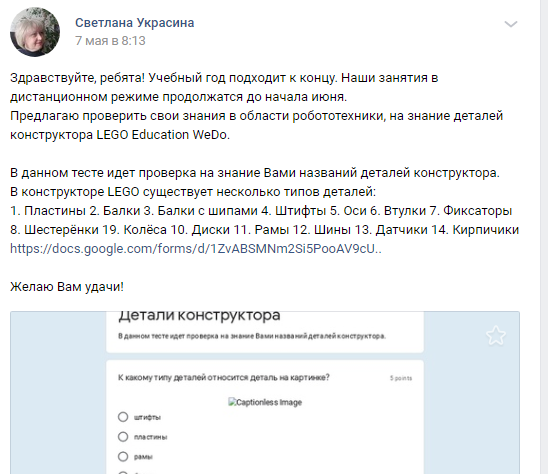 Светлана Украсина
7 мая в 8:13
Здравствуйте, ребята! Учебный год подходит к концу. Наши занятия в
дистанционном режиме продолжатся до начала июня.
Предлагаю проверить свои знания в области робототехники, на знание деталей
конструктора LEGO Education WeDo.
В данном тесте идет проверка на знание Вами названий деталей конструктора.
В конструкторе LEGO существует несколько типов деталей:
1. Пластины 2. Балки 3. Балки с шипами 4. Штифты 5. Оси 6. Втулки 7. Фиксаторы
8. Шестерёнки 19. Колёса 10. Диски 11. Рамы 12. Шины 13. Датчики 14. Кирпичики
https://docs.google.com/forms/d/1ZvABSMNm2Si5PooAV9cU..
Желаю Вам удачи!
Детали конструктора
В данном тесте идет проверка на знание Вами названий деталей конструктора.
К какому типу деталей относится деталь на картинке? 5 points
Captionless Image
штифты
пластины
рамы